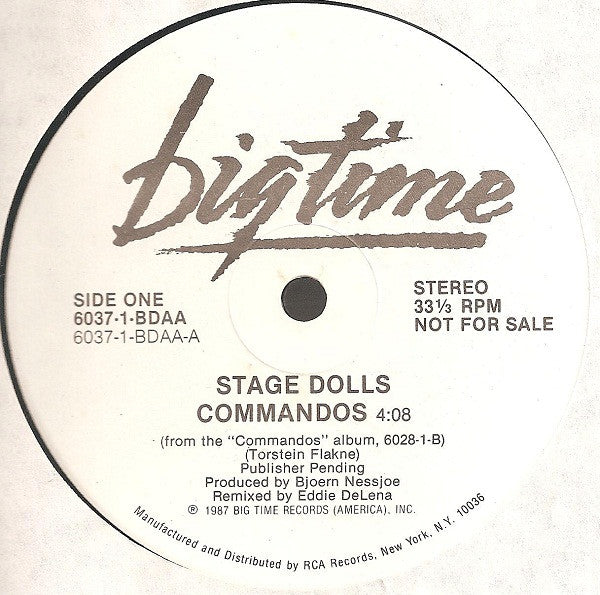 bigtime
SIDE ONE
6037-1-BDAA
6037-1-BDAA-A
STEREO
33⅓ RPM
NOT FOR SALE
STAGE DOLLS
COMMANDOS 4:08
(from the "Commandos" album, 6028-1-B)
(Torstein Flakne)
Publisher Pending
Produced by Bjoern Nessjoe
Remixed by Eddie DeLena
℗ 1987 BIG TIME RECORDS (AMERICA), INC.
Manufactured and Distributed by RCA Records, New York, N.Y. 10036